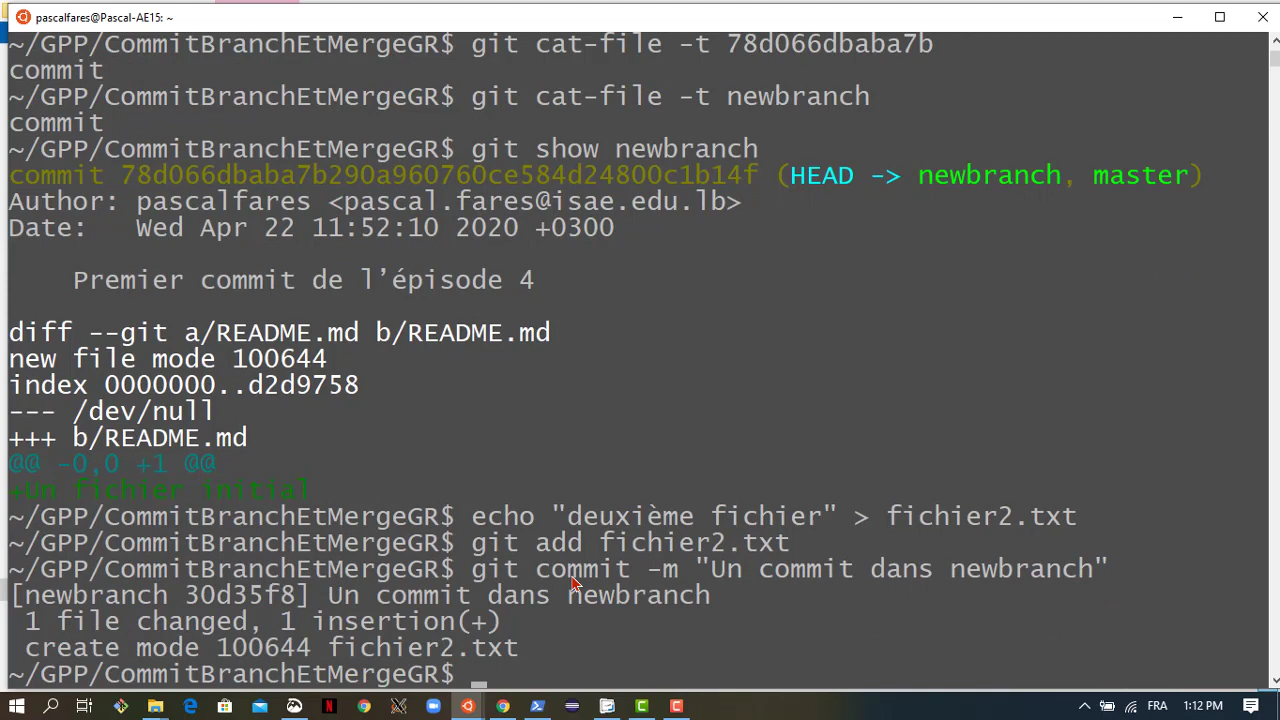 pascalfares@Pascal-AE15: ~
~/GPP/CommitBranchEtMergeGR$ git cat-file -t 78d066dbaba7b
commit
~/GPP/CommitBranchEtMergeGR$ git cat-file -t newbranch
commit
~/GPP/CommitBranchEtMergeGR$ git show newbranch
commit 78d066dbaba7b290a960760ce584d24800c1b14f (HEAD -> newbranch, master)
Author: pascalfares <pascal.fares@isae.edu.lb>
Date:   Wed Apr 22 11:52:10 2020 +0300
    Premier commit de l’épisode 4
diff --git a/README.md b/README.md
new file mode 100644
index 0000000..d2d9758
--- /dev/null
+++ b/README.md
@@ -0,0 +1 @@
+Un fichier initial
~/GPP/CommitBranchEtMergeGR$ echo "deuxième fichier" > fichier2.txt
~/GPP/CommitBranchEtMergeGR$ git add fichier2.txt
~/GPP/CommitBranchEtMergeGR$ git commit -m "Un commit dans newbranch"
[newbranch 30d35f8] Un commit dans newbranch
 1 file changed, 1 insertion(+)
 create mode 100644 fichier2.txt
~/GPP/CommitBranchEtMergeGR$
FR 1:12 PM